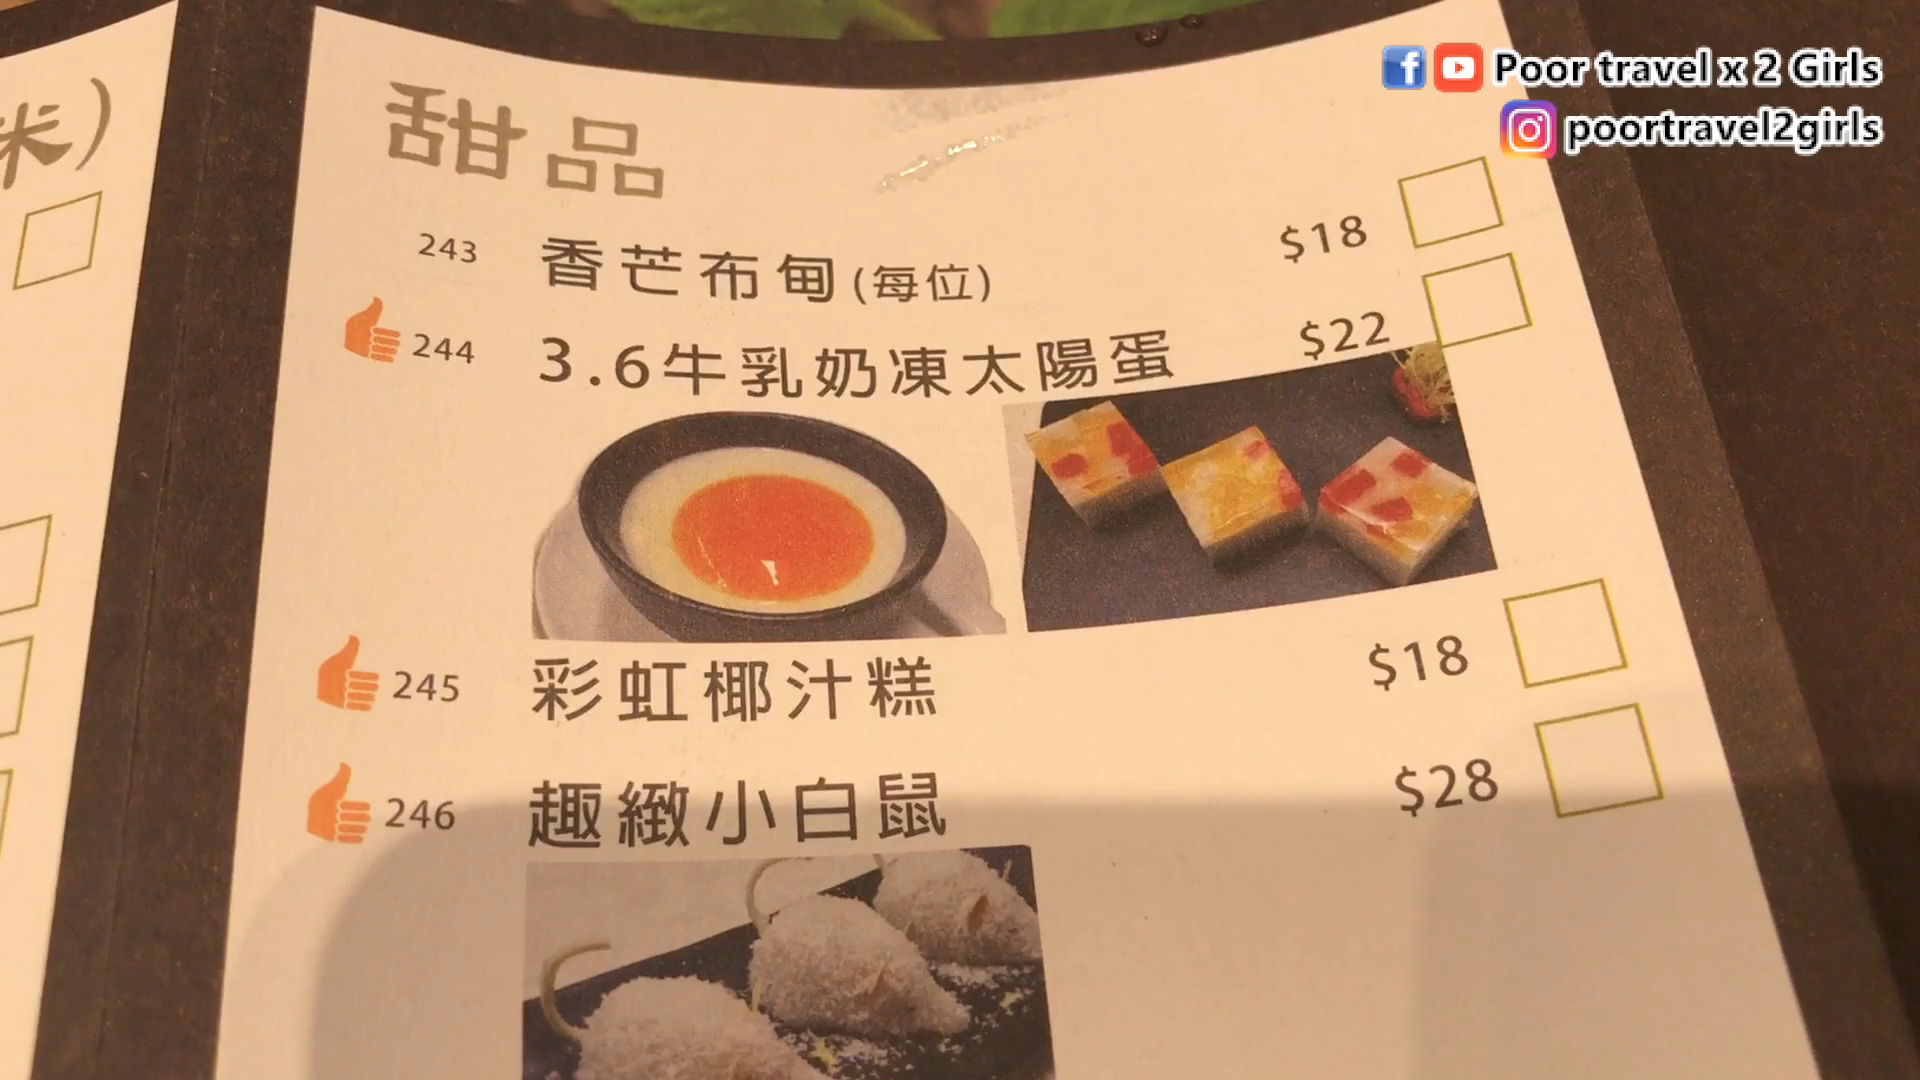 Poor travel x 2 Girls
poortravel2girls
米)
甜品
243 香芒布甸(每位) $18
244 3.6牛乳奶凍太陽蛋 $22
245 彩虹椰汁糕 $18
246 趣緻小白鼠 $28